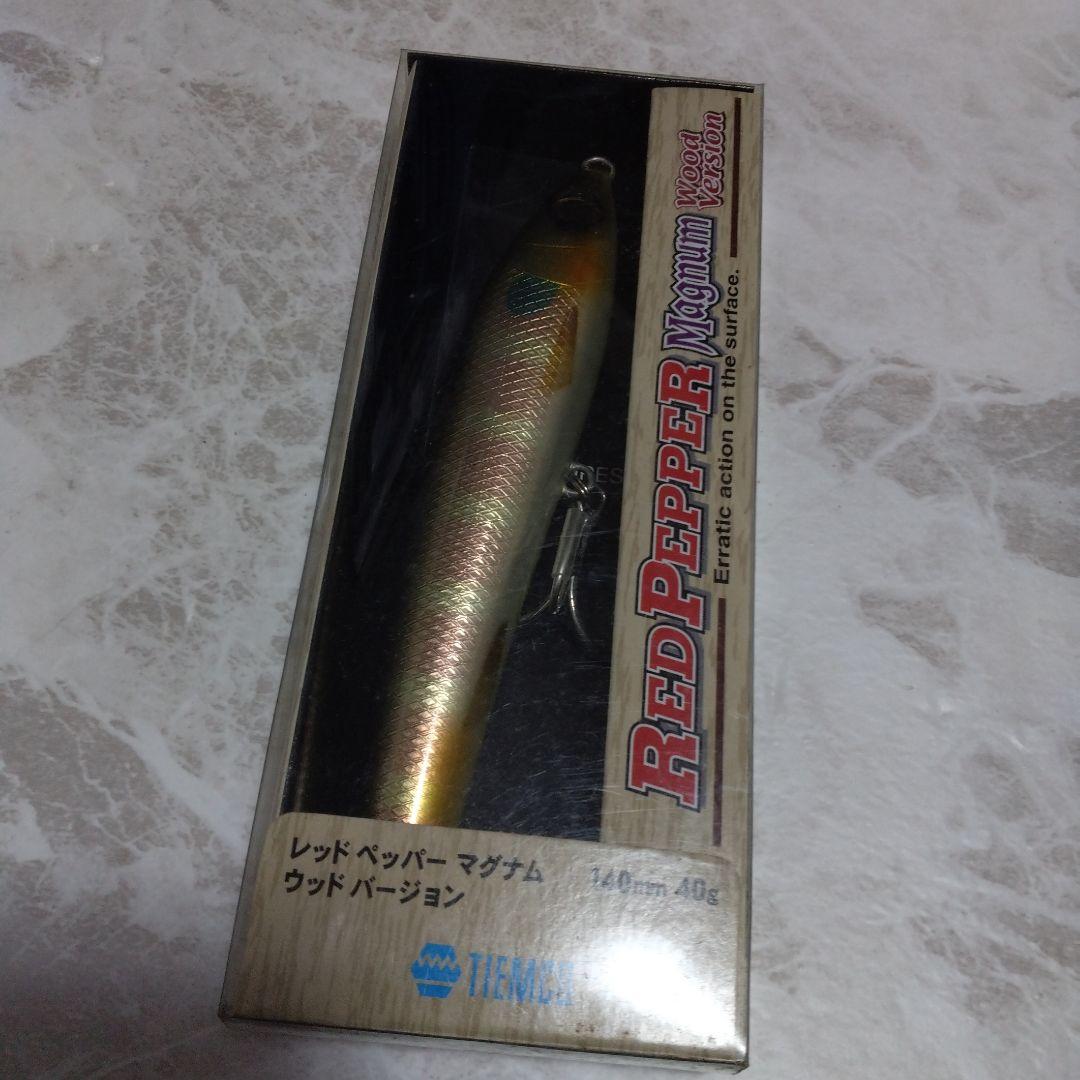 RED PEPPER Magnum Wood Version
Erratic action on the surface.
レッド ペッパー マグナム 140mm 40g
ウッド バージョン
TIEMCO